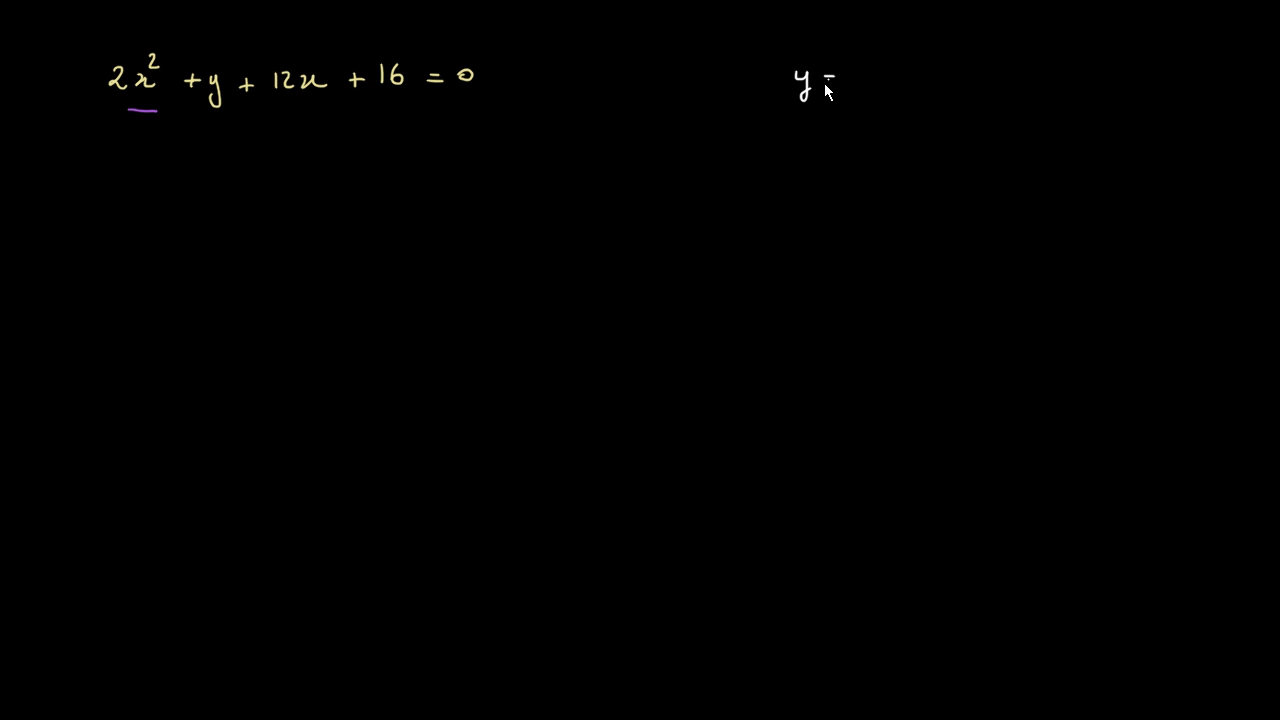 2x² + y + 12x + 16 = 0
y =